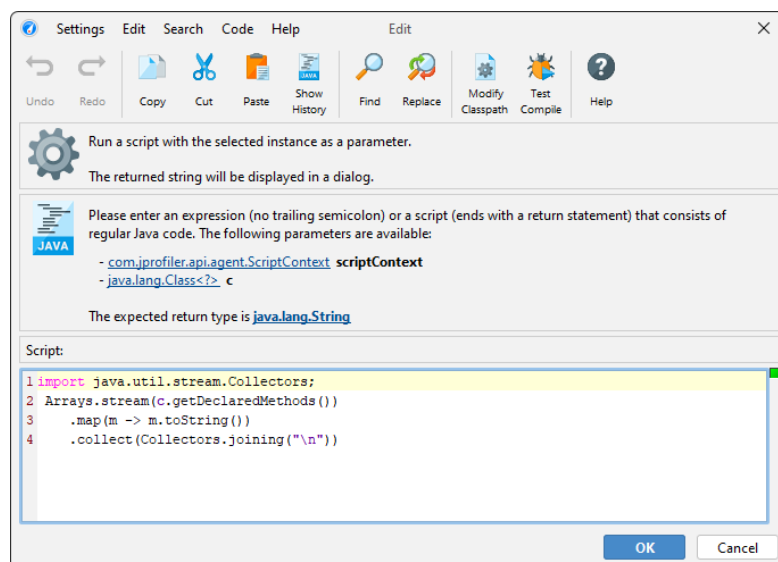 Settings Edit Search Code Help Edit
Undo Redo Copy Cut Paste Show History Find Replace Modify Classpath Test Compile Help
JAVA
Run a script with the selected instance as a parameter.
The returned string will be displayed in a dialog.
JAVA
Please enter an expression (no trailing semicolon) or a script (ends with a return statement) that consists of
regular Java code. The following parameters are available:
- com.jprofiler.api.agent.ScriptContext scriptContext
- java.lang.Class<?> c
The expected return type is java.lang.String
Script:
1 import java.util.stream.Collectors;
2 Arrays.stream(c.getDeclaredMethods())
3 .map(m -> m.toString())
4 .collect(Collectors.joining("\n"))
OK Cancel